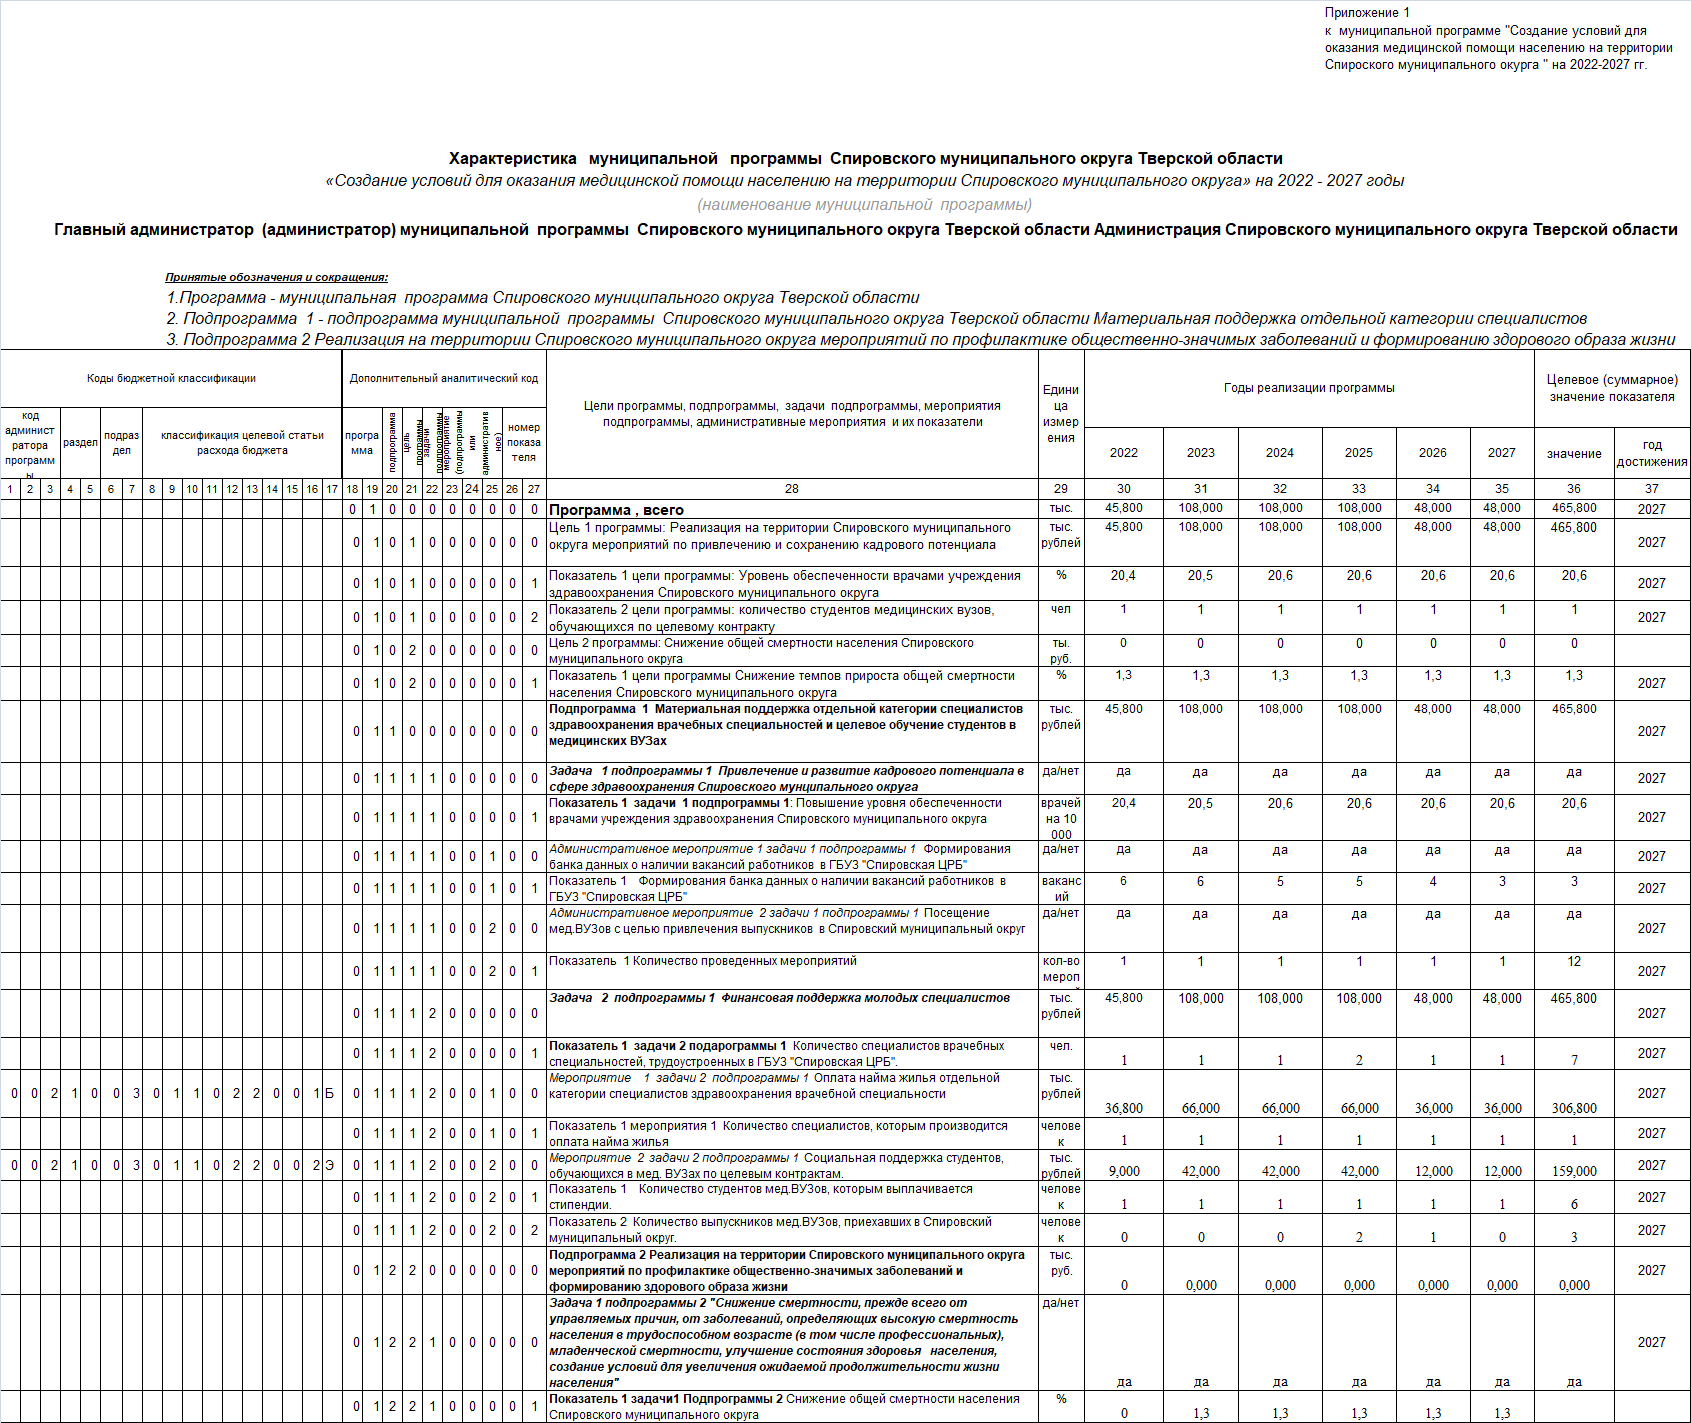 Приложение 1
к  муниципальной программе "Создание условий для
оказания медицинской помощи населению на территории
Спироского муниципального окурга " на 2022-2027 гг.
Характеристика муниципальной программы Спировского муниципального округа Тверской области
«Создание условий для оказания медицинской помощи населению на территории Спировского муниципального округа» на 2022 - 2027 годы
(наименование муниципальной программы)
Главный администратор (администратор) муниципальной программы Спировского муниципального округа Тверской области Администрация Спировского муниципального округа Тверской области
Принятые обозначения и сокращения:
1.Программа - муниципальная программа Спировского муниципального округа Тверской области
2. Подпрограмма 1 - подпрограмма муниципальной программы Спировского муниципального округа Тверской области Материальная поддержка отдельной категории специалистов
3. Подпрограмма 2 Реализация на территории Спировского муниципального округа мероприятий по профилактике общественно-значимых заболеваний и формированию здорового образа жизни
Коды бюджетной классификации
Дополнительный аналитический код
Цели программы, подпрограммы, задачи подпрограммы, мероприятия
подпрограммы, административные мероприятия и их показатели
Едини
ца
измер
ения
Годы реализации программы
Целевое (суммарное)
значение показателя
код
админист
ратора
программ
ы
раздел
подраз
дел
классификация целевой статьи
расхода бюджета
програ
мма
подпрограмма
цель
программы
задачи
подпрограммы
мероприятие
(подпрограммы
или
административ
ное)
номер
показа
теля
2022 2023 2024 2025 2026 2027 значение
год
достижения
1 2 3 4 5 6 7 8 9 10 11 12 13 14 15 16 17 18 19 20 21 22 23 24 25 26 27 28 29 30 31 32 33 34 35 36 37
0 1 0 0 0 0 0 0 0 0 Программа , всего тыс. 45,800 108,000 108,000 108,000 48,000 48,000 465,800 2027
Цель 1 программы: Реализация на территории Спировского муниципального
округа мероприятий по привлечению и сохранению кадрового потенциала
0 1 0 1 0 0 0 0 0 0 тыс.
рублей
45,800 108,000 108,000 108,000 48,000 48,000 465,800 2027
Показатель 1 цели программы: Уровень обеспеченности врачами учреждения
здравоохранения Спировского муниципального округа
0 1 0 1 0 0 0 0 0 1 % 20,4 20,5 20,6 20,6 20,6 20,6 20,6 2027
Показатель 2 цели программы: количество студентов медицинских вузов,
обучающихся по целевому контракту
0 1 0 1 0 0 0 0 0 2 чел 1 1 1 1 1 1 1 2027
Цель 2 программы: Снижение общей смертности населения Спировского
муниципального округа
0 1 0 2 0 0 0 0 0 0 ты.
руб.
0 0 0 0 0 0 0
Показатель 1 цели программы Снижение темпов прироста общей смертности
населения Спировского муниципального округа
0 1 0 2 0 0 0 0 0 1 % 1,3 1,3 1,3 1,3 1,3 1,3 1,3 2027
Подпрограмма 1 Материальная поддержка отдельной категории специалистов
здравоохранения врачебных специальностей и целевое обучение студентов в
медицинских ВУЗах
0 1 1 0 0 0 0 0 0 0 тыс.
рублей
45,800 108,000 108,000 108,000 48,000 48,000 465,800 2027
Задача 1 подпрограммы 1 Привлечение и развитие кадрового потенциала в
сфере здравоохранения Спировского мунципального округа
0 1 1 1 1 0 0 0 0 0 да/нет да да да да да да да 2027
Показатель 1 задачи 1 подпрограммы 1: Повышение уровня обеспеченности
врачами учреждения здравоохранения Спировского муниципального округа
0 1 1 1 1 0 0 0 0 1 врачей
на 10
000
20,4 20,5 20,6 20,6 20,6 20,6 20,6 2027
Административное мероприятие 1 задачи 1 подпрограммы 1 Формирования
банка данных о наличии вакансий работников в ГБУЗ "Спировская ЦРБ"
0 1 1 1 1 0 0 1 0 0 да/нет да да да да да да да 2027
Показатель 1 Формирования банка данных о наличии вакансий работников в
ГБУЗ "Спировская ЦРБ"
0 1 1 1 1 0 0 1 0 1 ваканс
ий
6 6 5 5 4 3 3 2027
Административное мероприятие 2 задачи 1 подпрограммы 1 Посещение
мед.ВУЗов с целью привлечения выпускников в Спировский муниципальный округ
0 1 1 1 1 0 0 2 0 0 да/нет да да да да да да да 2027
Показатель 1 Количество проведенных мероприятий
0 1 1 1 1 0 0 2 0 1 кол-во
мероп
1 1 1 1 1 1 12 2027
Задача 2 подпрограммы 1 Финансовая поддержка молодых специалистов
0 1 1 1 2 0 0 0 0 0 тыс.
рублей
45,800 108,000 108,000 108,000 48,000 48,000 465,800 2027
Показатель 1 задачи 2 подарограммы 1 Количество специалистов врачебных
специальностей, трудоустроенных в ГБУЗ "Спировская ЦРБ".
0 1 1 1 2 0 0 0 0 1 чел. 1 1 1 2 1 1 7 2027
Мероприятие 1 задачи 2 подпрограммы 1 Оплата найма жилья отдельной
категории специалистов здравоохранения врачебной специальности
0 0 2 1 0 0 3 0 1 1 0 2 2 0 0 1 Б 0 1 1 1 2 0 0 1 0 0 тыс.
рублей
36,800 66,000 66,000 66,000 36,000 36,000 306,800 2027
Показатель 1 мероприятия 1 Количество специалистов, которым производится
оплата найма жилья
0 1 1 1 2 0 0 1 0 1 челове
к
1 1 1 1 1 1 1 2027
Мероприятие 2 задачи 2 подпрограммы 1 Социальная поддержка студентов,
обучающихся в мед. ВУЗах по целевым контрактам.
0 0 2 1 0 0 3 0 1 1 0 2 2 0 0 2 Э 0 1 1 1 2 0 0 2 0 0 тыс.
рублей
9,000 42,000 42,000 42,000 12,000 12,000 159,000 2027
Показатель 1 Количество студентов мед.ВУЗов, которым выплачивается
стипендии.
0 1 1 1 2 0 0 2 0 1 челове
к
1 1 1 1 1 1 6 2027
Показатель 2 Количество выпускников мед.ВУЗов, приехавших в Спировский
муниципальный округ.
0 1 1 1 2 0 0 2 0 2 челове
к
0 0 0 2 1 0 3 2027
Подпрограмма 2 Реализация на территории Спировского муниципального округа
мероприятий по профилактике общественно-значимых заболеваний и
формированию здорового образа жизни
0 1 2 2 0 0 0 0 0 0 тыс.
руб.
0 0,000 0,000 0,000 0,000 0,000 0,000 2027
Задача 1 подпрограммы 2 "Снижение смертности, прежде всего от
управляемых причин, от заболеваний, определяющих высокую смертность
населения в трудоспособном возрасте (в том числе профессиональных),
младенческой смертности, улучшение состояния здоровья населения,
создание условий для увеличения ожидаемой продолжительности жизни
населения"
0 1 2 2 1 0 0 0 0 0 да/нет да да да да да да да 2027
Показатель 1 задачи1 Подпрограммы 2 Снижение общей смертности населения
Спировского муниципального округа
0 1 2 2 1 0 0 0 0 1 % 0 1,3 1,3 1,3 1,3 1,3